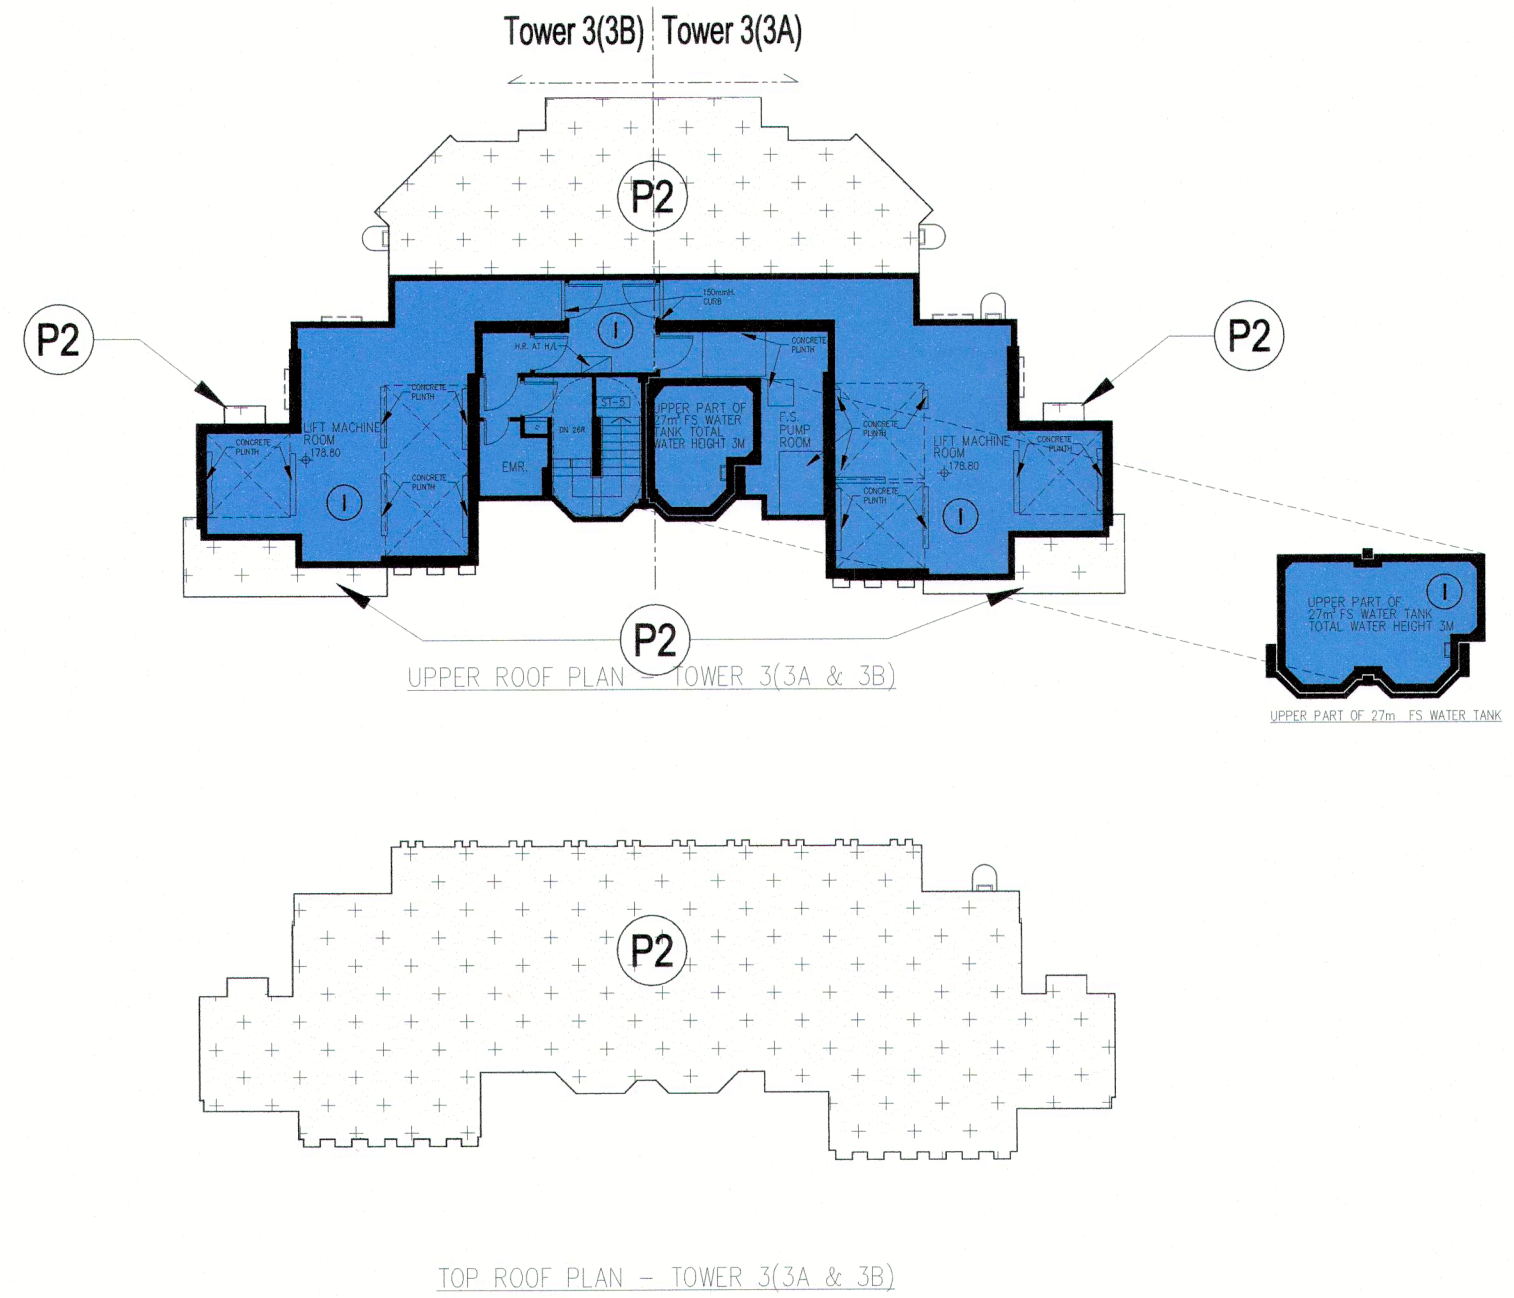 Tower 3(3B) Tower 3(3A)
P2
150mmH.
CURB
I
P2
P2
H.R. AT H/L
CONCRETE
PLINTH
CONCRETE
PLINTH
ST-5
UPPER PART OF
27m³ FS WATER
TANK TOTAL
WATER HEIGHT 3M
F.S.
PUMP
ROOM
CONCRETE
PLINTH
LIFT MACHINE
ROOM
178.80
CONCRETE
PLINTH
DN 26R
CONCRETE
PLINTH
LIFT MACHINE
ROOM
178.80
CONCRETE
PLINTH
EMR.
CONCRETE
PLINTH
CONCRETE
PLINTH
I
I
P2
UPPER ROOF PLAN - TOWER 3(3A & 3B)
I
UPPER PART OF
27m³ FS WATER TANK
TOTAL WATER HEIGHT 3M
UPPER PART OF 27m FS WATER TANK
P2
TOP ROOF PLAN - TOWER 3(3A & 3B)